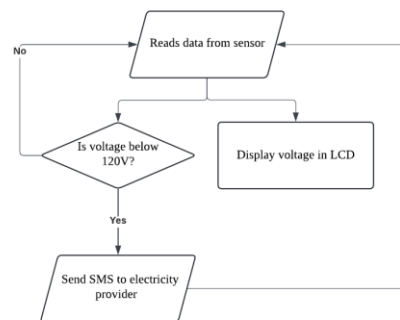 Reads data from sensor
No
Is voltage below
120V?
Display voltage in LCD
Yes
Send SMS to electricity
provider